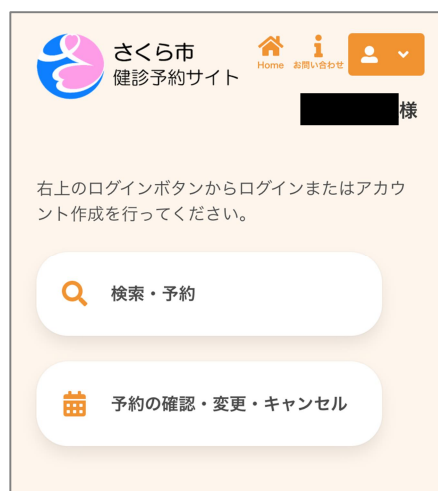 さくら市
健診予約サイト
Home
お問い合わせ
様
右上のログインボタンからログインまたはアカウ
ント作成を行ってください。
検索・予約
予約の確認・変更・キャンセル